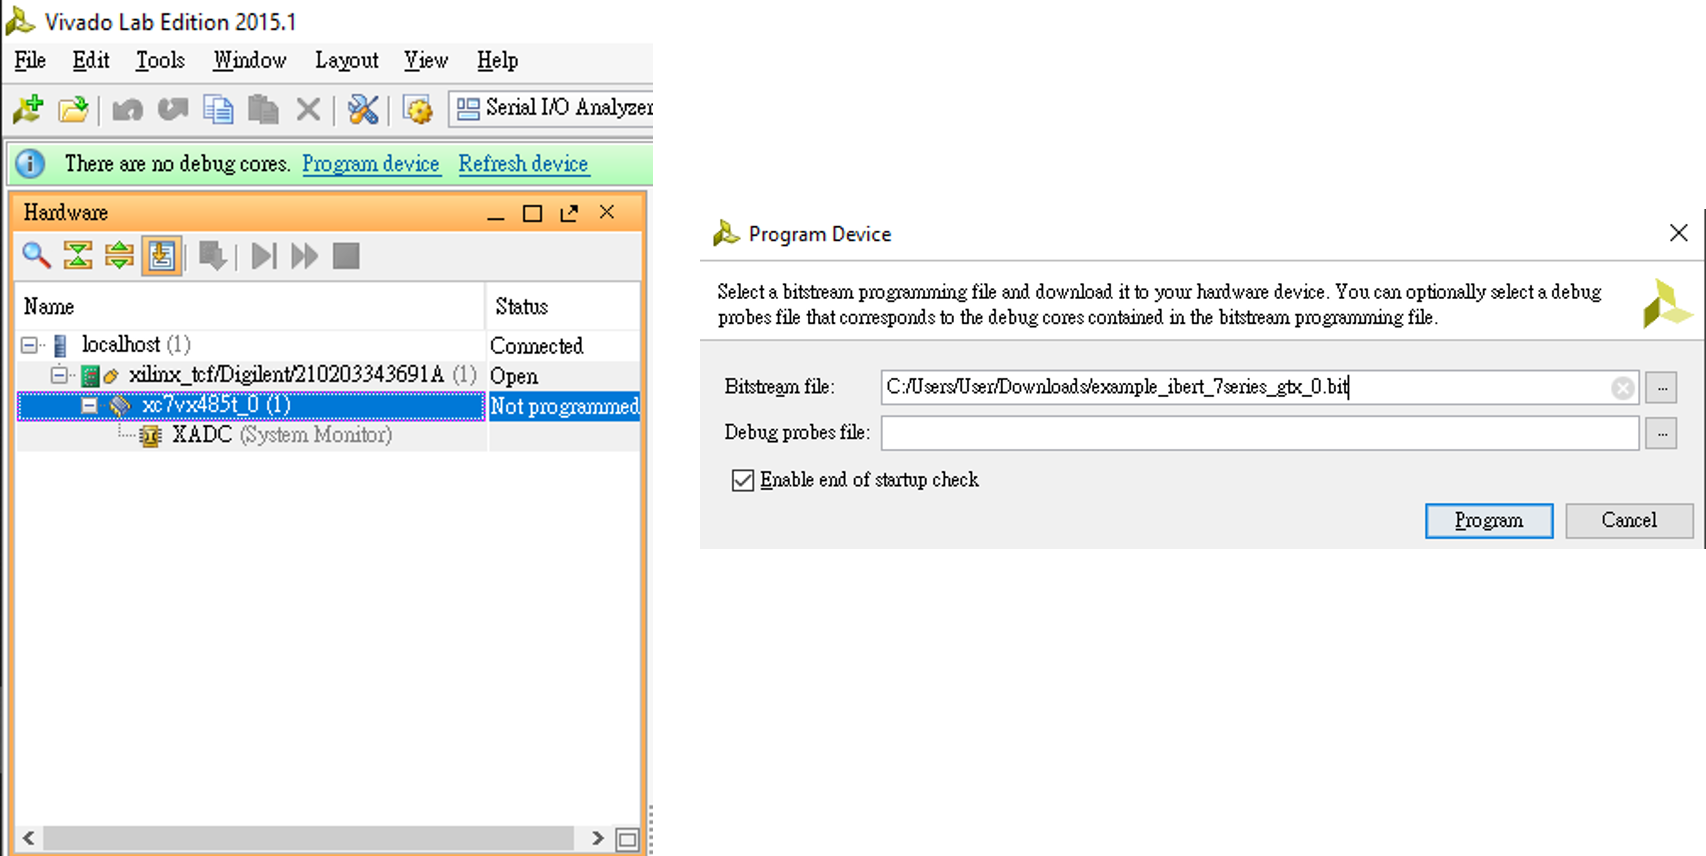 Vivado Lab Edition 2015.1
File Edit Tools Window Layout View Help
Serial I/O Analyzer
There are no debug cores. Program device Refresh device
Hardware
Name Status
localhost (1) Connected
xilinx_tcf/Digilent/210203343691A (1) Open
xc7vx485t_0 (1) Not programmed
XADC (System Monitor)
Program Device
Select a bitstream programming file and download it to your hardware device. You can optionally select a debug
probes file that corresponds to the debug cores contained in the bitstream programming file.
Bitstream file: C:/Users/User/Downloads/example_ibert_7series_gtx_0.bit ...
Debug probes file: ...
Enable end of startup check
Program Cancel